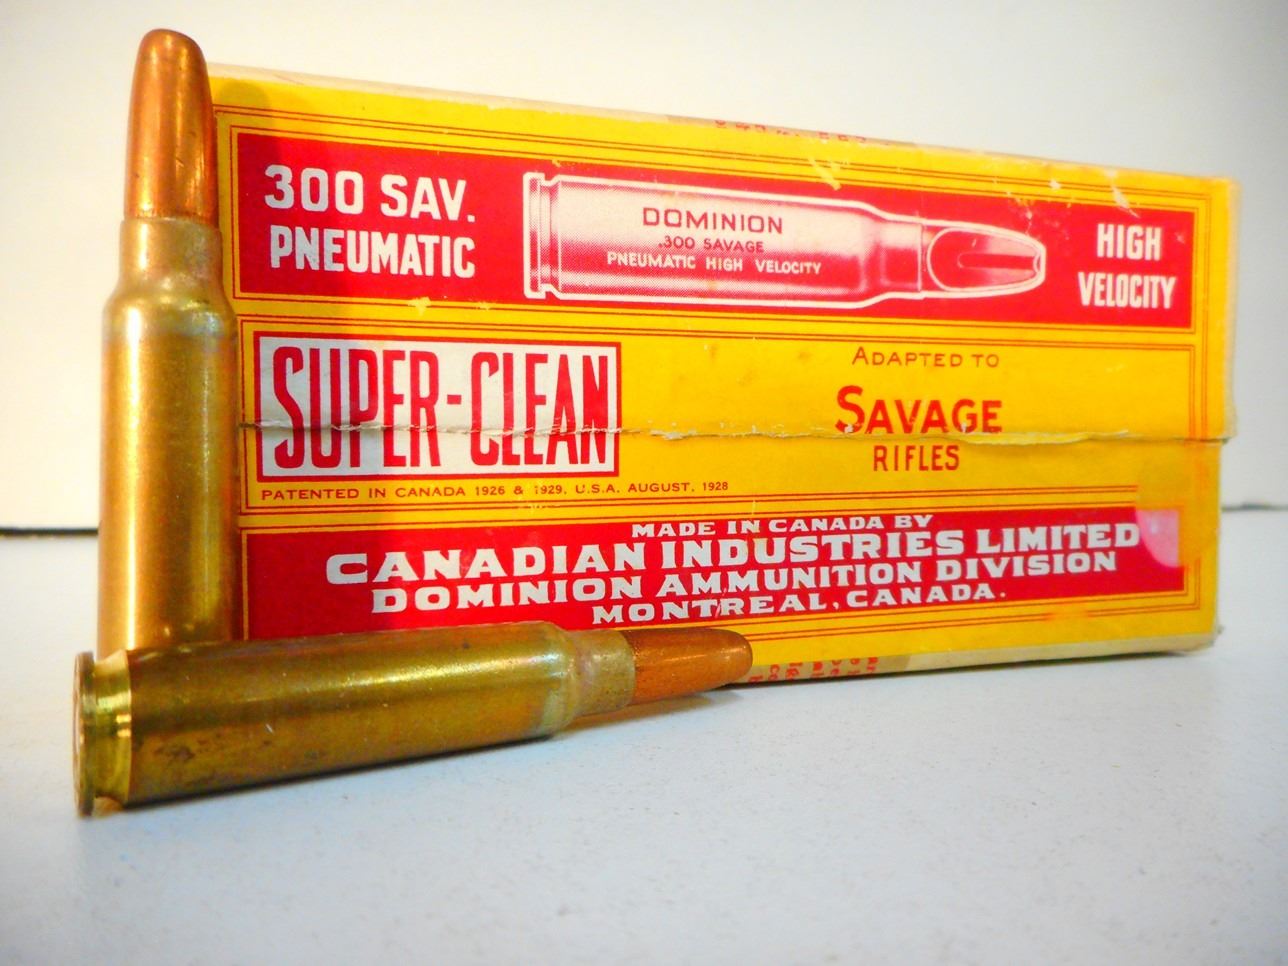 300 SAV.
PNEUMATIC
DOMINION
.300 SAVAGE
PNEUMATIC HIGH VELOCITY
HIGH
VELOCITY
SUPER-CLEAN
PATENTED IN CANADA 1926 & 1929, U.S.A. AUGUST, 1928
ADAPTED TO
SAVAGE
RIFLES
MADE IN CANADA BY
CANADIAN INDUSTRIES LIMITED
DOMINION AMMUNITION DIVISION
MONTREAL, CANADA.